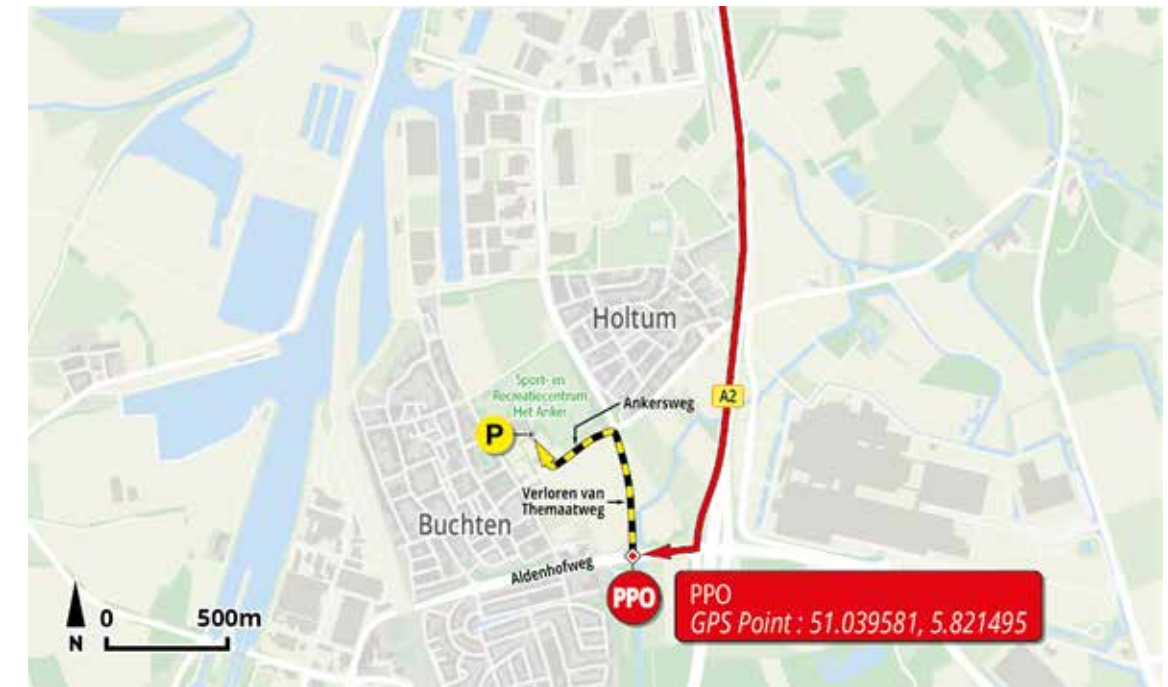 Holtum
Sport- en
Recreatiecentrum
Het Anker
Ankersweg
A2
P
Verloren van
Themaatweg
Buchten
Aldenhofweg
PPO
PPO
GPS Point : 51.039581, 5.821495
0 500m
N